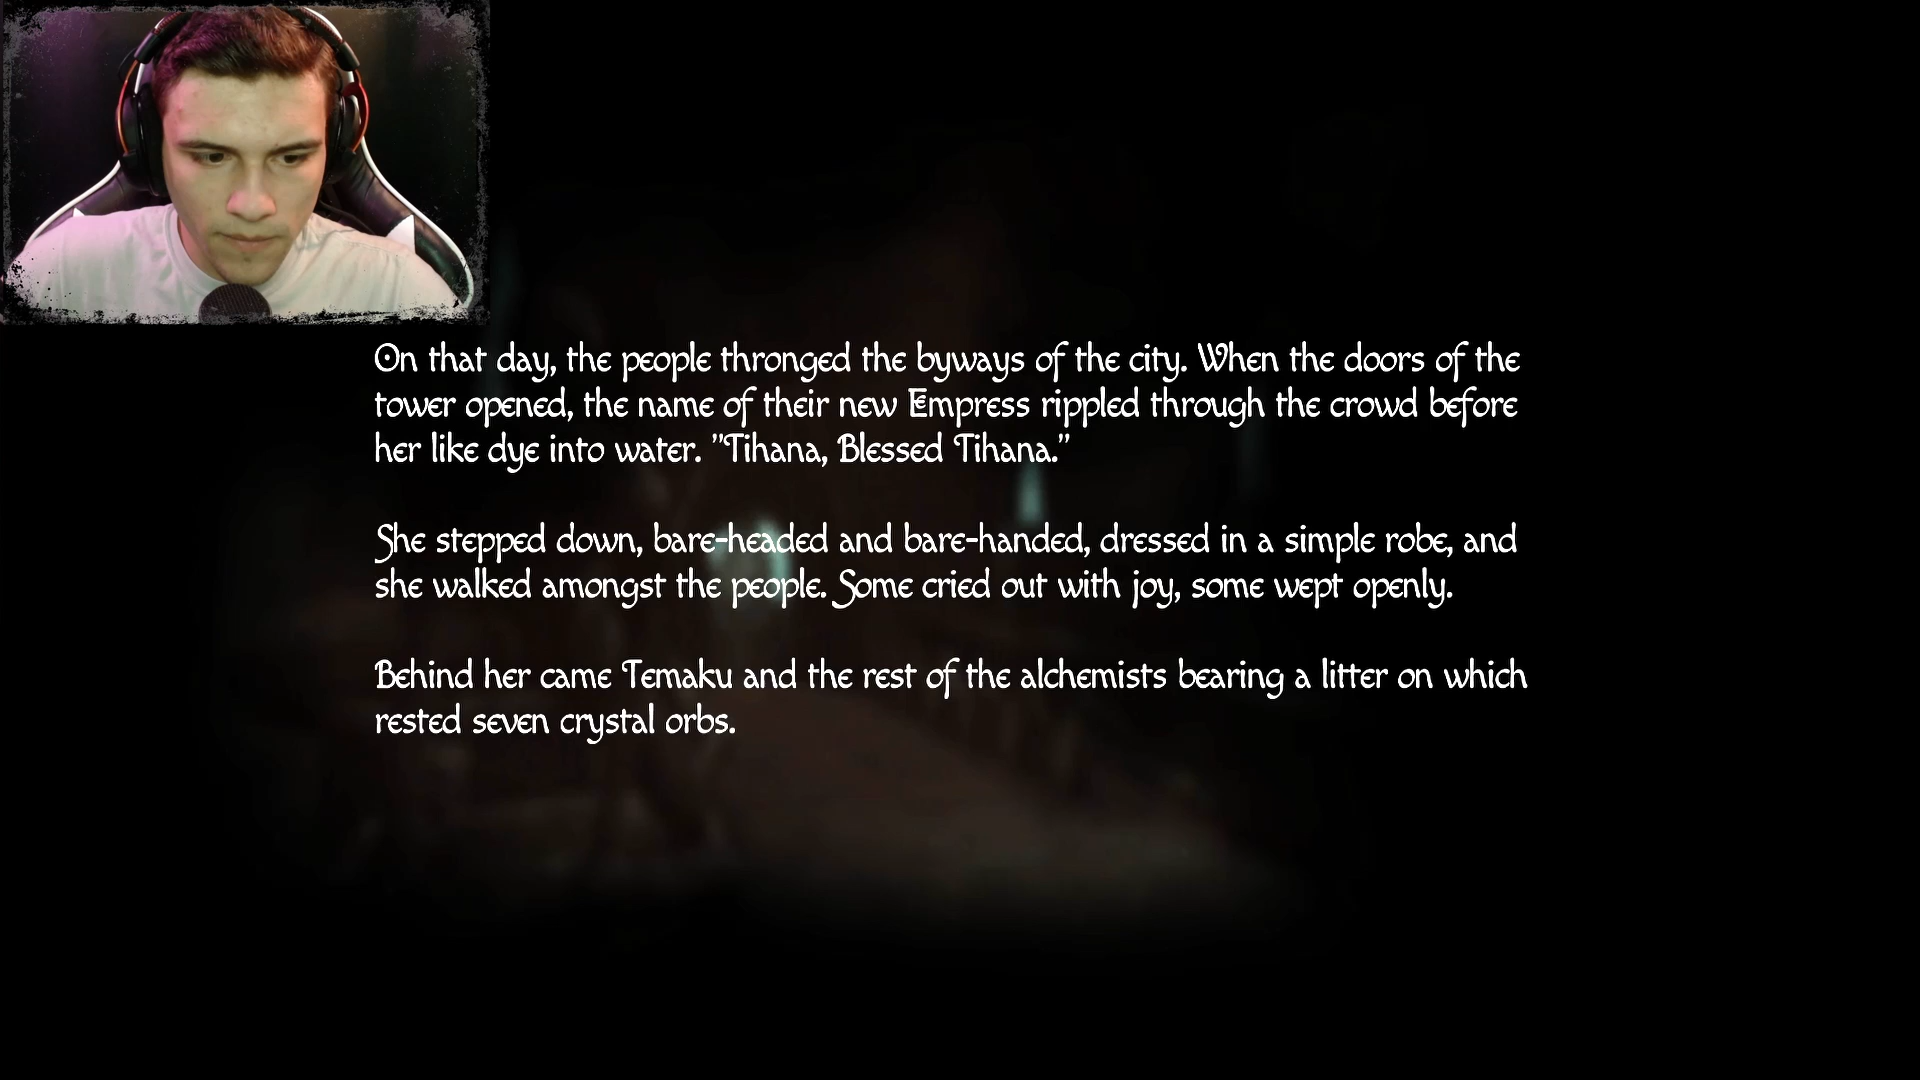 On that day, the people thronged the byways of the city. When the doors of the
tower opened, the name of their new Empress rippled through the crowd before
her like dye into water. "Tihana, Blessed Tihana."
She stepped down, bare-headed and bare-handed, dressed in a simple robe, and
she walked amongst the people. Some cried out with joy, some wept openly.
Behind her came Temaku and the rest of the alchemists bearing a litter on which
rested seven crystal orbs.